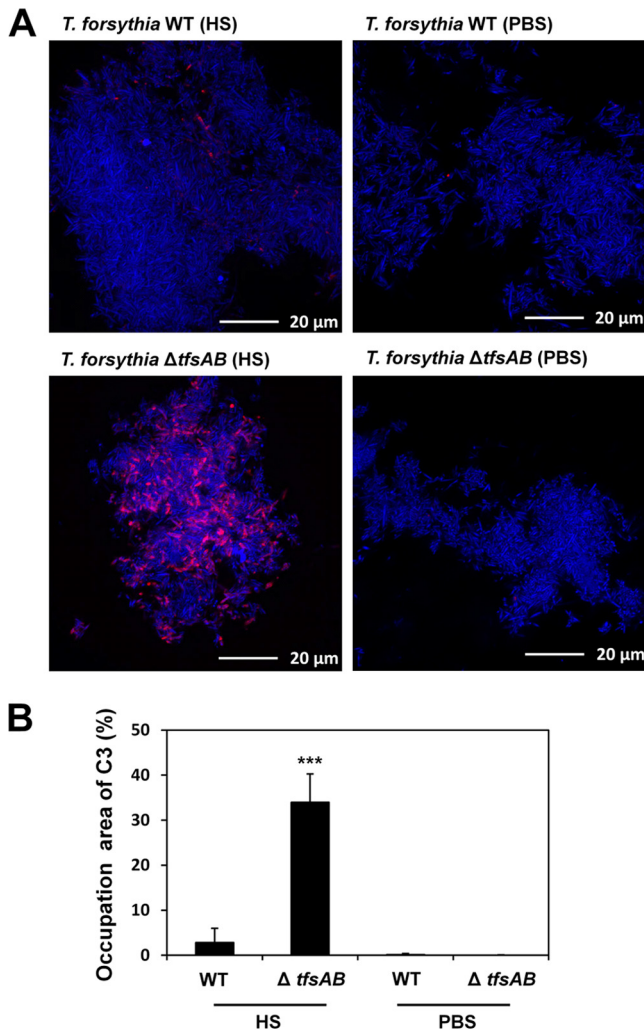 A
T. forsythia WT (HS)
T. forsythia WT (PBS)
20 μm
20 μm
T. forsythia ΔtfsAB (HS)
T. forsythia ΔtfsAB (PBS)
20 μm
20 μm
B
Occupation area of C3 (%)
50
40
30
20
10
0
***
WT
Δ tfsAB
WT
Δ tfsAB
HS
PBS